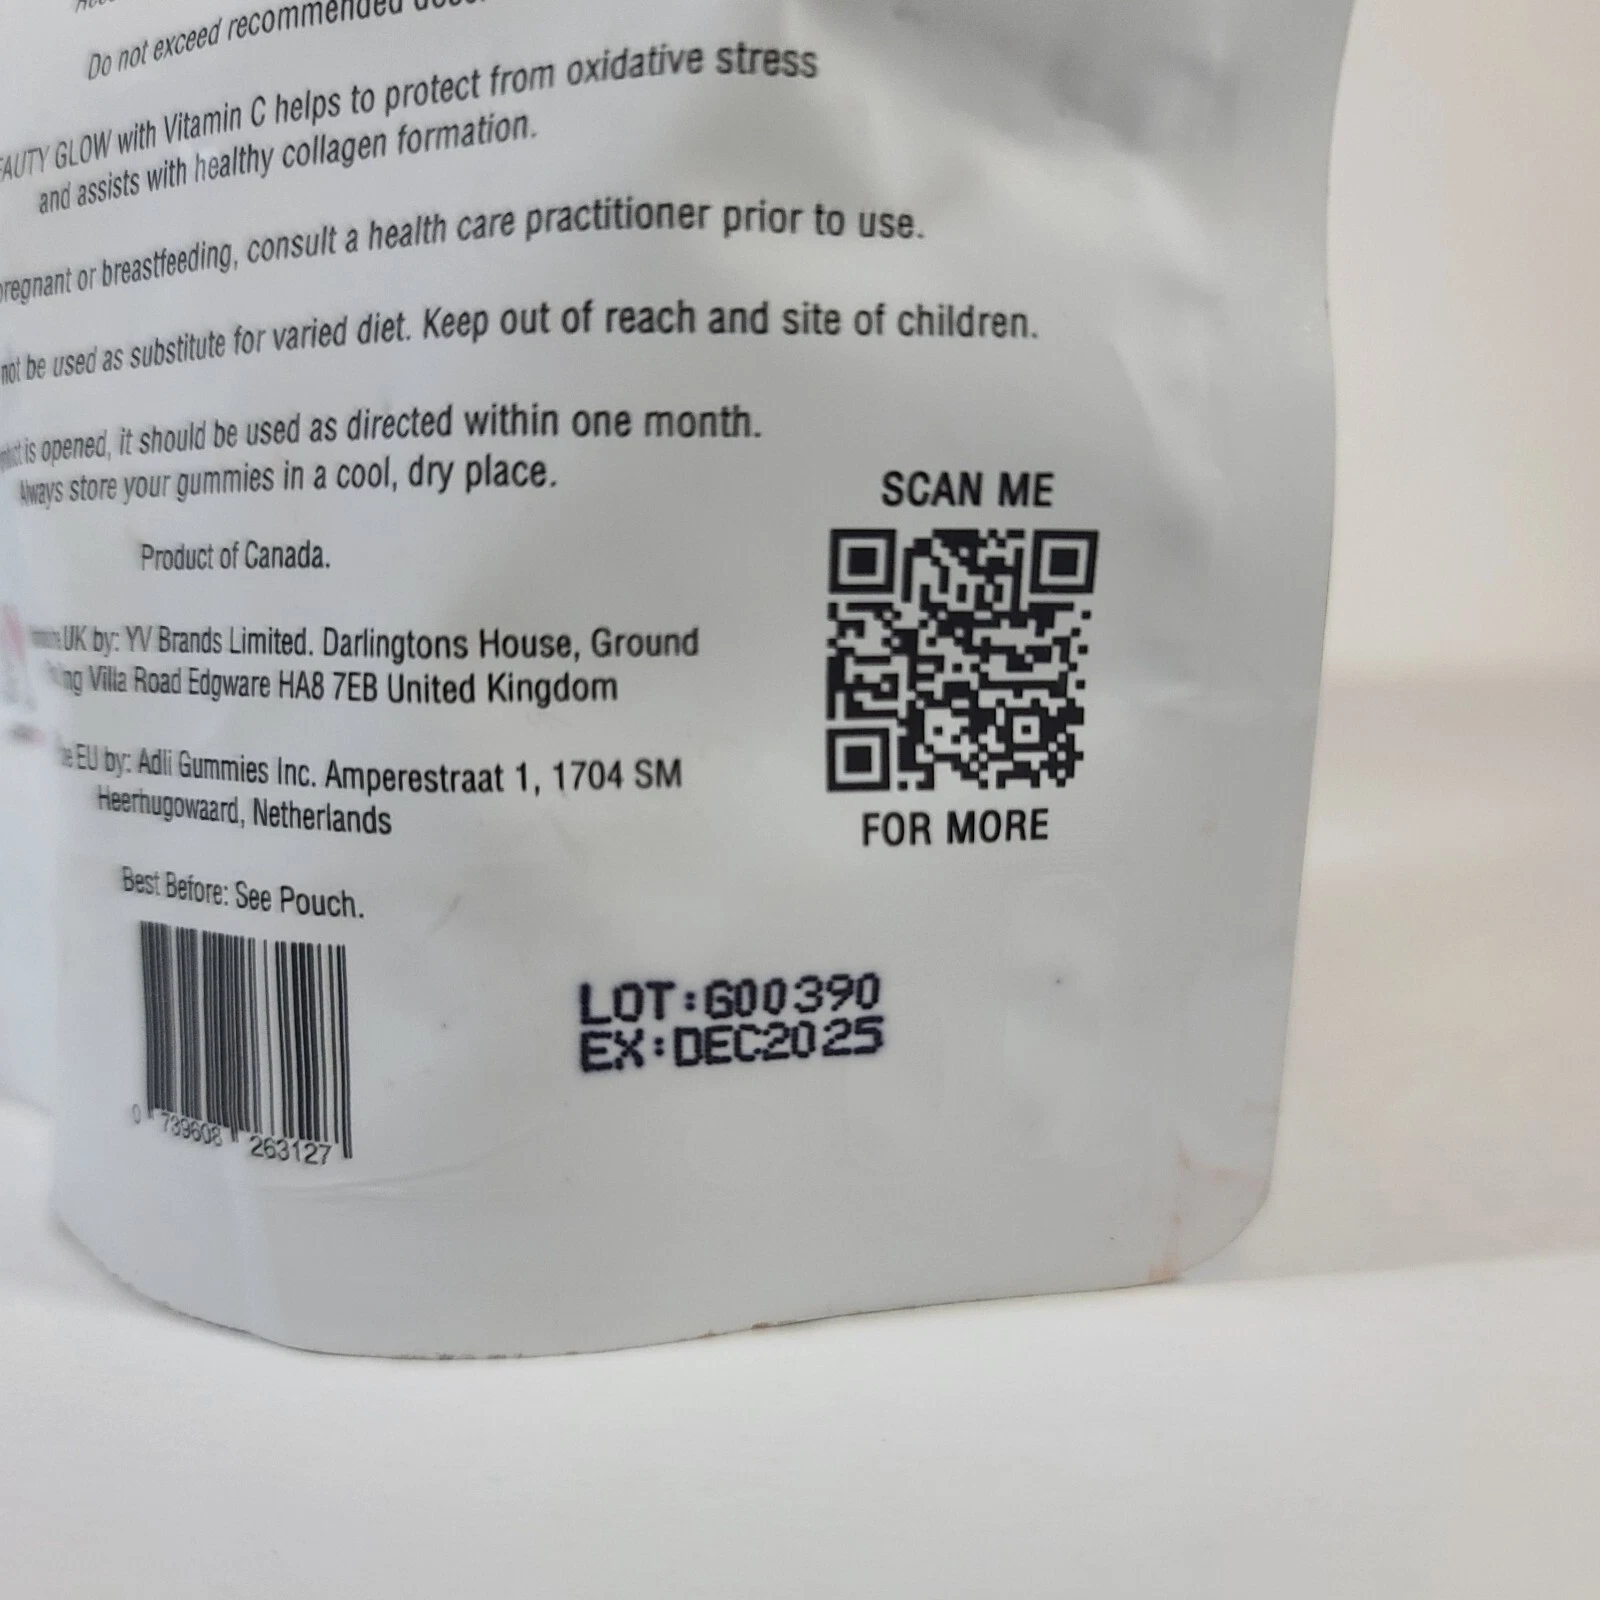 Do not exceed recommended
BEAUTY GLOW with Vitamin C helps to protect from oxidative stress
and assists with healthy collagen formation.
pregnant or breastfeeding, consult a health care practitioner prior to use.
not be used as substitute for varied diet. Keep out of reach and site of children.
is opened, it should be used as directed within one month.
Always store your gummies in a cool, dry place.
Product of Canada.
UK by: YV Brands Limited. Darlingtons House, Ground
Villa Road Edgware HA8 7EB United Kingdom
EU by: Adli Gummies Inc. Amperestraat 1, 1704 SM
Heerhugowaard, Netherlands
Best Before: See Pouch.
SCAN ME
FOR MORE
0 739608 263127
LOT:G00390
EX:DEC2025